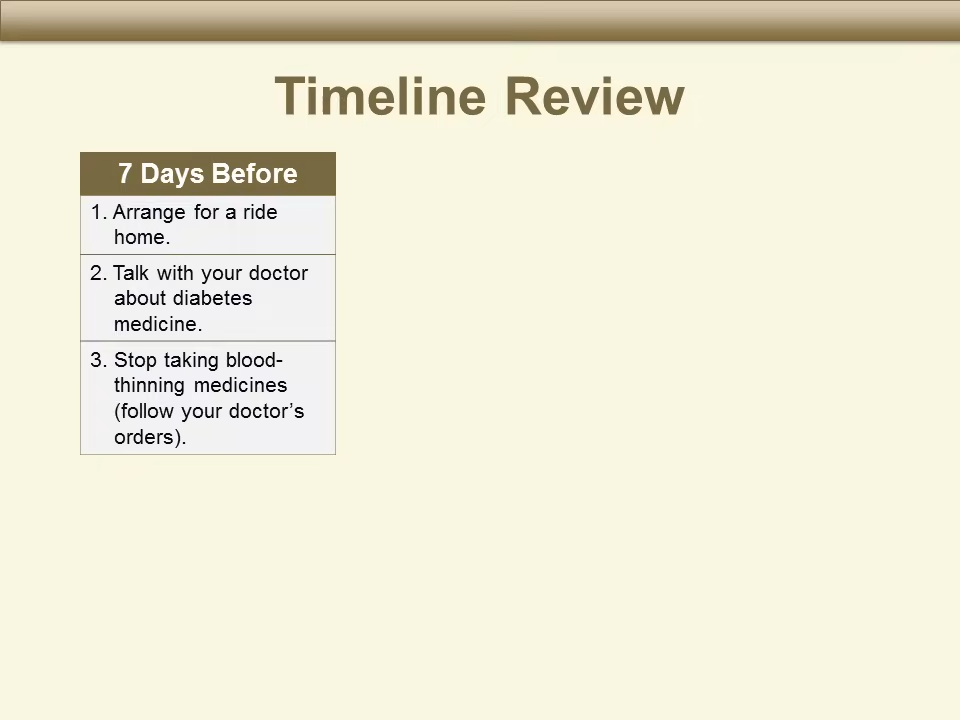 Timeline Review
7 Days Before
1. Arrange for a ride
home.
2. Talk with your doctor
about diabetes
medicine.
3. Stop taking blood-
thinning medicines
(follow your doctor’s
orders).